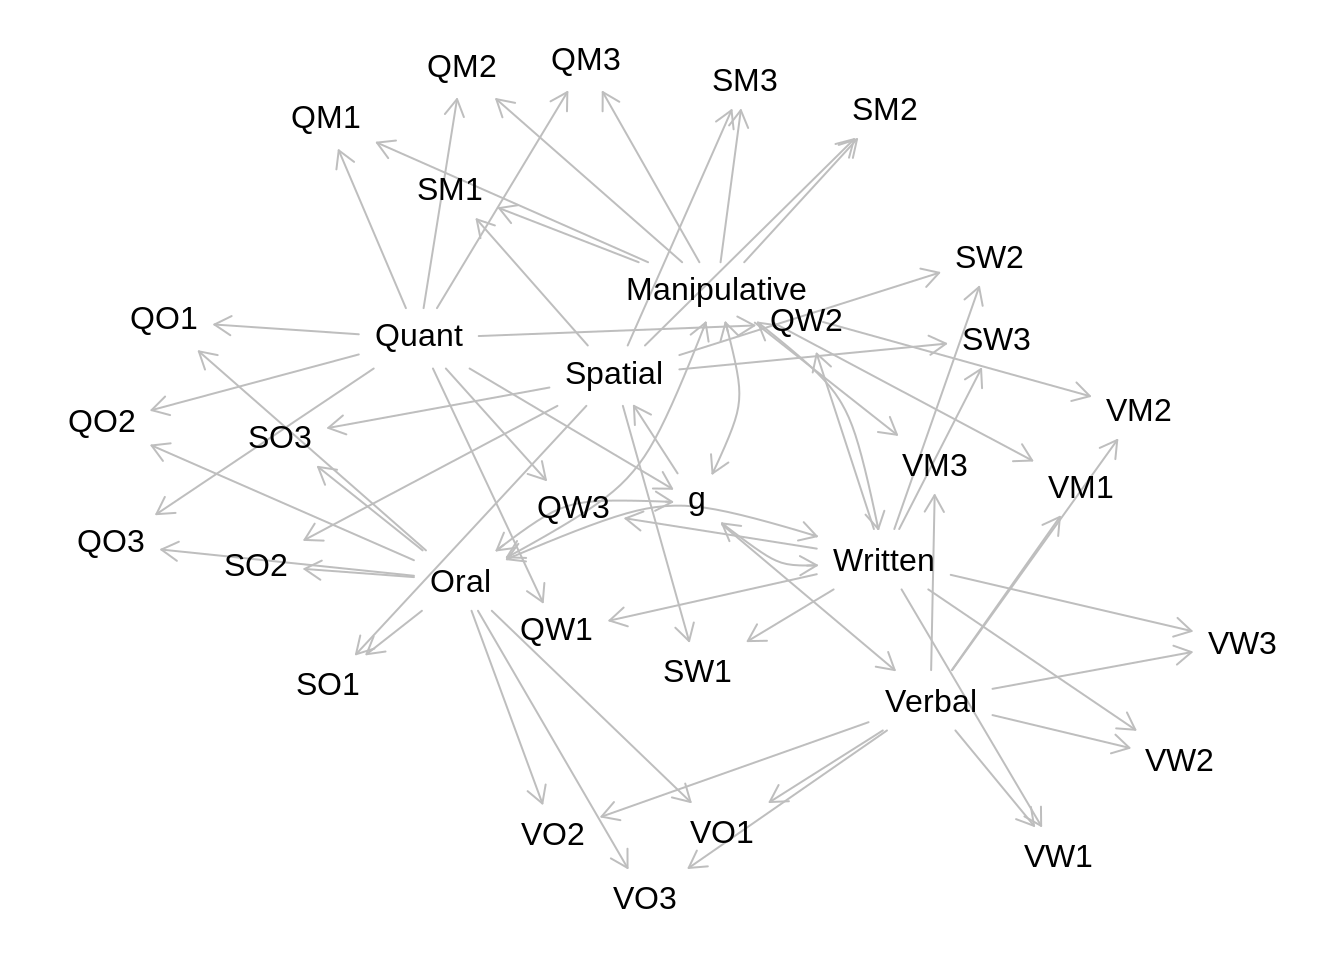 QM3
QM2
SM3
SM2
QM1
SM1
SW2
Manipulative
QO1
QW2
Quant
SW3
Spatial
VM2
QO2
SO3
VM3
VM1
g
QW3
QO3
Written
SO2
Oral
QW1
VW3
SW1
SO1
Verbal
VW2
VO1
VO2
VW1
VO3